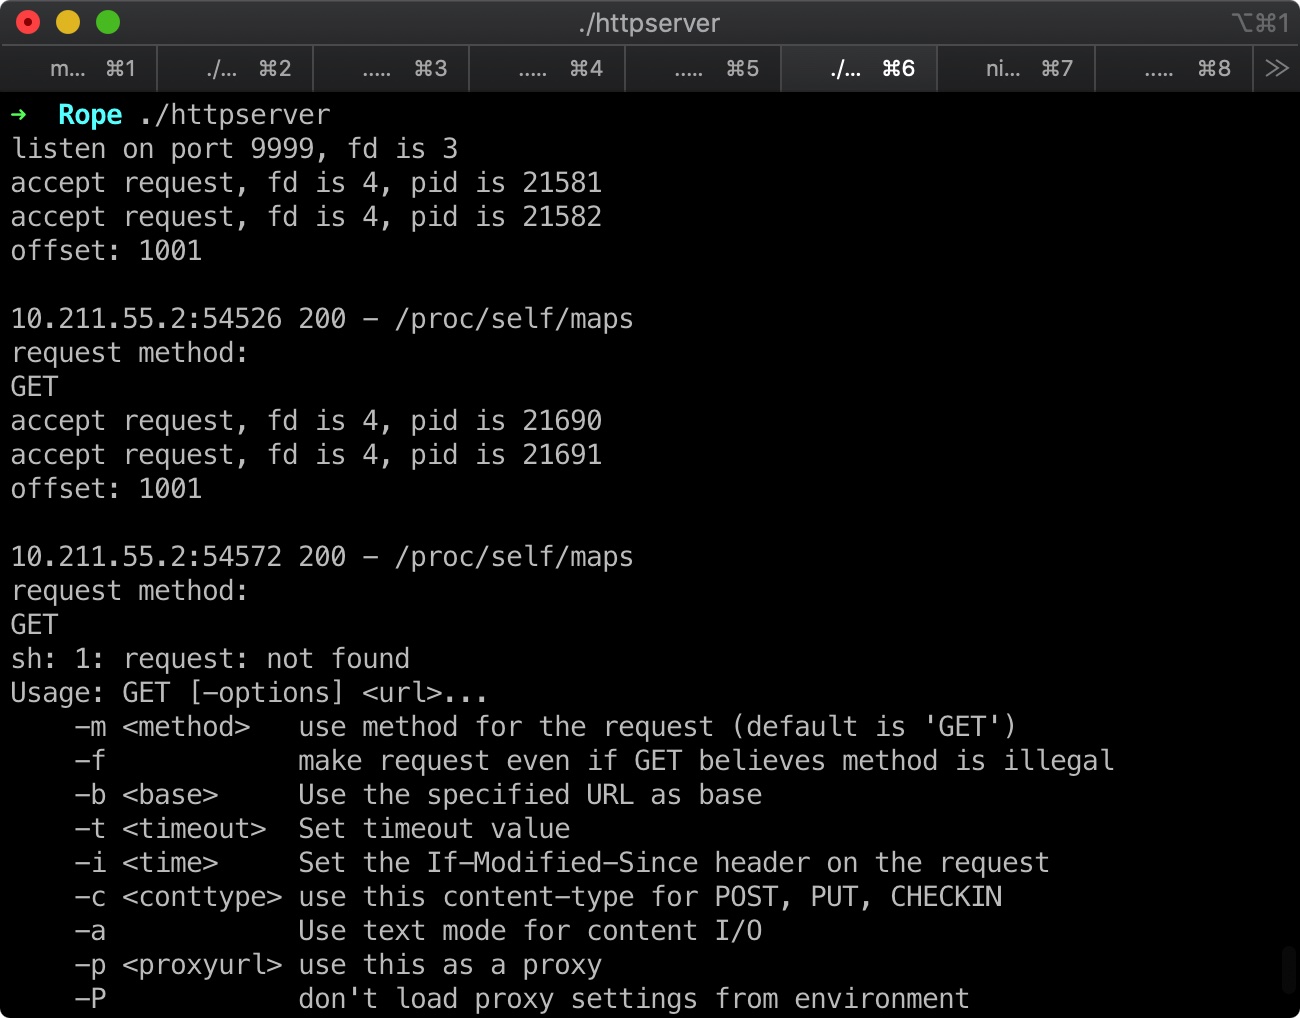 ./httpserver ⌥⌘1
m... ⌘1 ./... ⌘2 ..... ⌘3 ..... ⌘4 ..... ⌘5 ./... ⌘6 ni... ⌘7 ..... ⌘8 >>
→ Rope ./httpserver
listen on port 9999, fd is 3
accept request, fd is 4, pid is 21581
accept request, fd is 4, pid is 21582
offset: 1001
10.211.55.2:54526 200 - /proc/self/maps
request method:
GET
accept request, fd is 4, pid is 21690
accept request, fd is 4, pid is 21691
offset: 1001
10.211.55.2:54572 200 - /proc/self/maps
request method:
GET
sh: 1: request: not found
Usage: GET [-options] <url>...
    -m <method>   use method for the request (default is 'GET')
    -f            make request even if GET believes method is illegal
    -b <base>     Use the specified URL as base
    -t <timeout>  Set timeout value
    -i <time>     Set the If-Modified-Since header on the request
    -c <conttype> use this content-type for POST, PUT, CHECKIN
    -a            Use text mode for content I/O
    -p <proxyurl> use this as a proxy
    -P            don't load proxy settings from environment